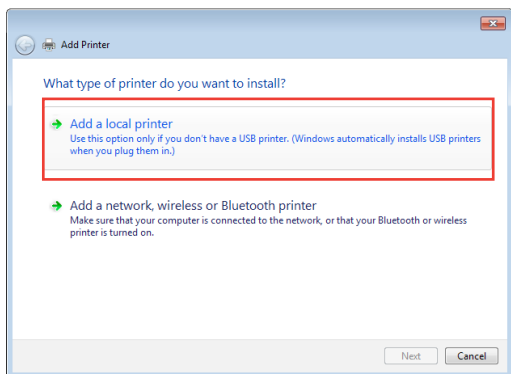 Add Printer
What type of printer do you want to install?
Add a local printer
Use this option only if you don't have a USB printer. (Windows automatically installs USB printers
when you plug them in.)
Add a network, wireless or Bluetooth printer
Make sure that your computer is connected to the network, or that your Bluetooth or wireless
printer is turned on.
Next Cancel